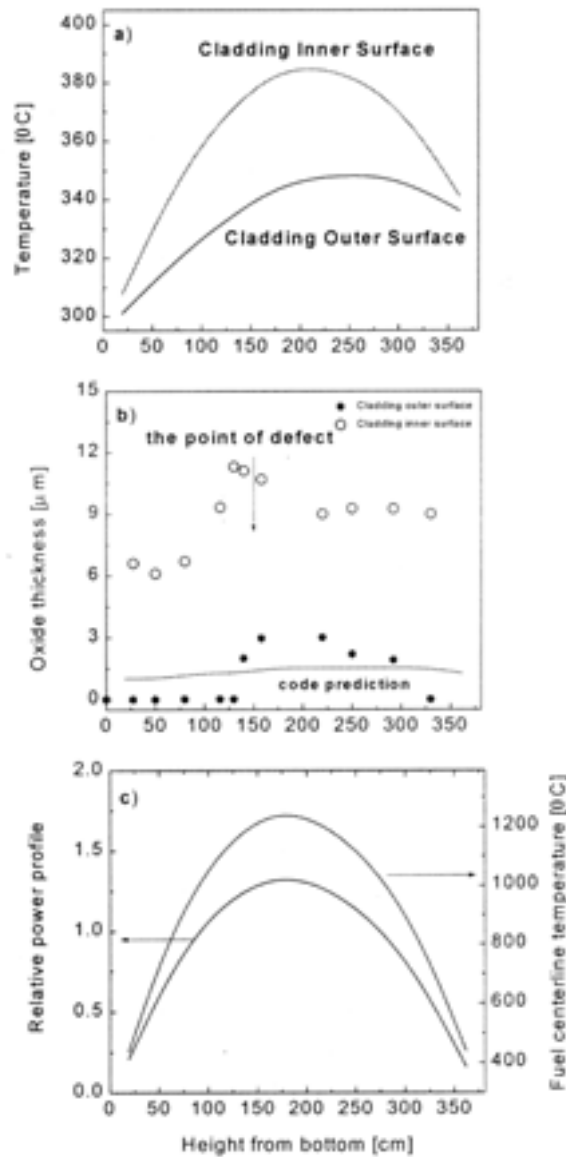 a)
Cladding Inner Surface
Cladding Outer Surface
Temperature [0C]
400
380
360
340
320
300
0 50 100 150 200 250 300 350
b)
Cladding outer surface
Cladding inner surface
the point of defect
code prediction
Oxide thickness [μm]
15
12
9
6
3
0
0 50 100 150 200 250 300 350
c)
Relative power profile
2.0
1.5
1.0
0.5
0.0
Fuel centerline temperature [0C]
1200
1000
800
600
400
0 50 100 150 200 250 300 350
Height from bottom [cm]